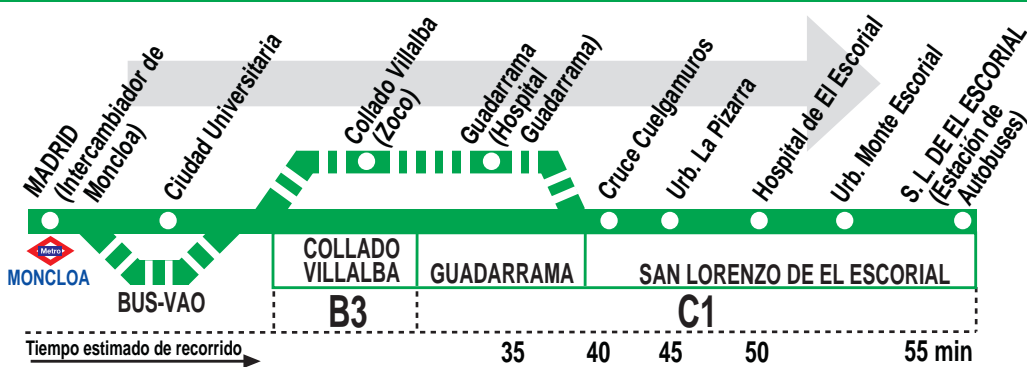 MADRID
(Intercambiador de
Moncloa)
Ciudad Universitaria
Collado Villalba
(Zoco)
Guadarrama
(Hospital
Guadarrama)
Cruce Cuelgamuros
Urb. La Pizarra
Hospital de El Escorial
Urb. Monte Escorial
S. L. DE EL ESCORIAL
(Estación de
Autobuses)
Metro
MONCLOA
BUS-VAO
COLLADO
VILLALBA
GUADARRAMA
SAN LORENZO DE EL ESCORIAL
B3
C1
Tiempo estimado de recorrido
35 40 45 50 55 min